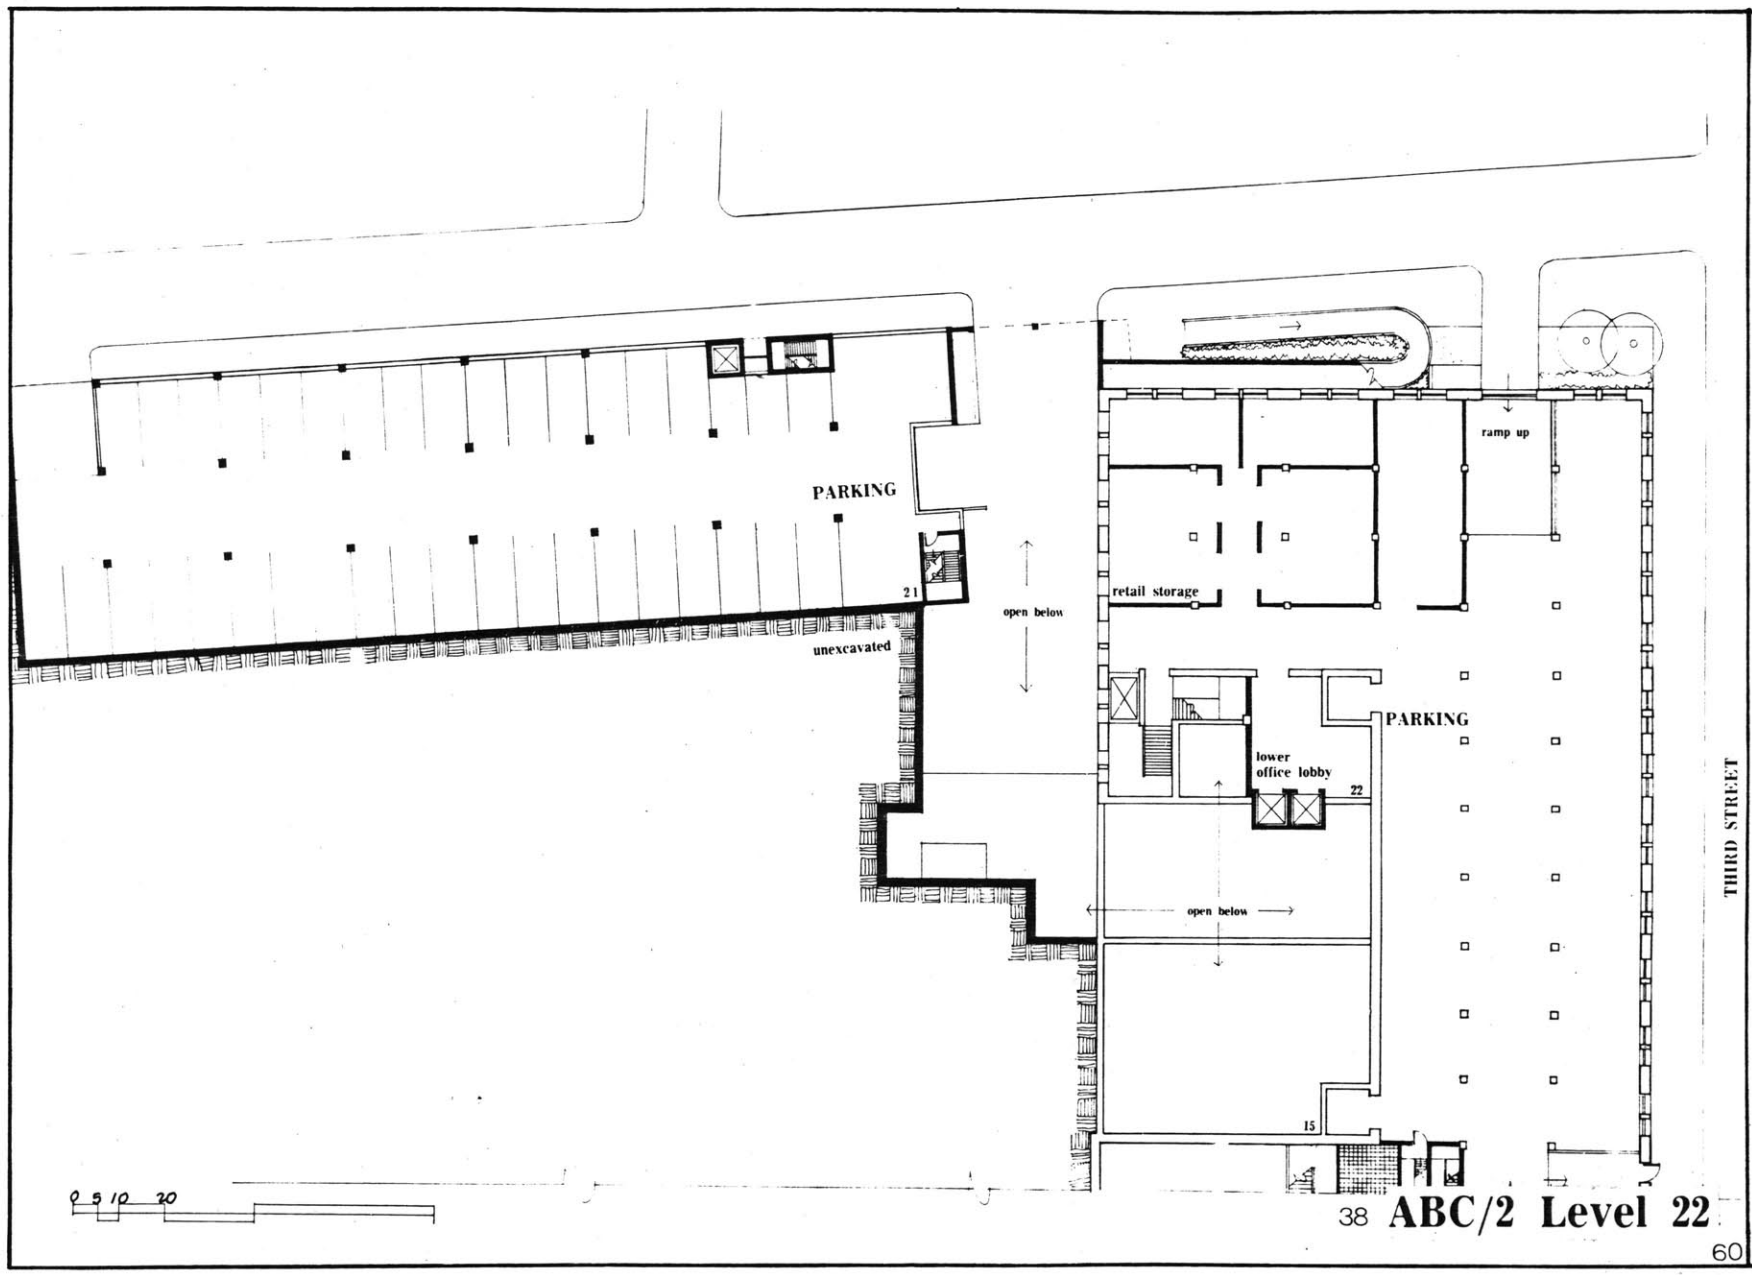 ramp up
PARKING
21
retail storage
open below
unexcavated
PARKING
lower
office lobby
22
THIRD STREET
open below
15
0 5 10 20
38 ABC/2 Level 22
60